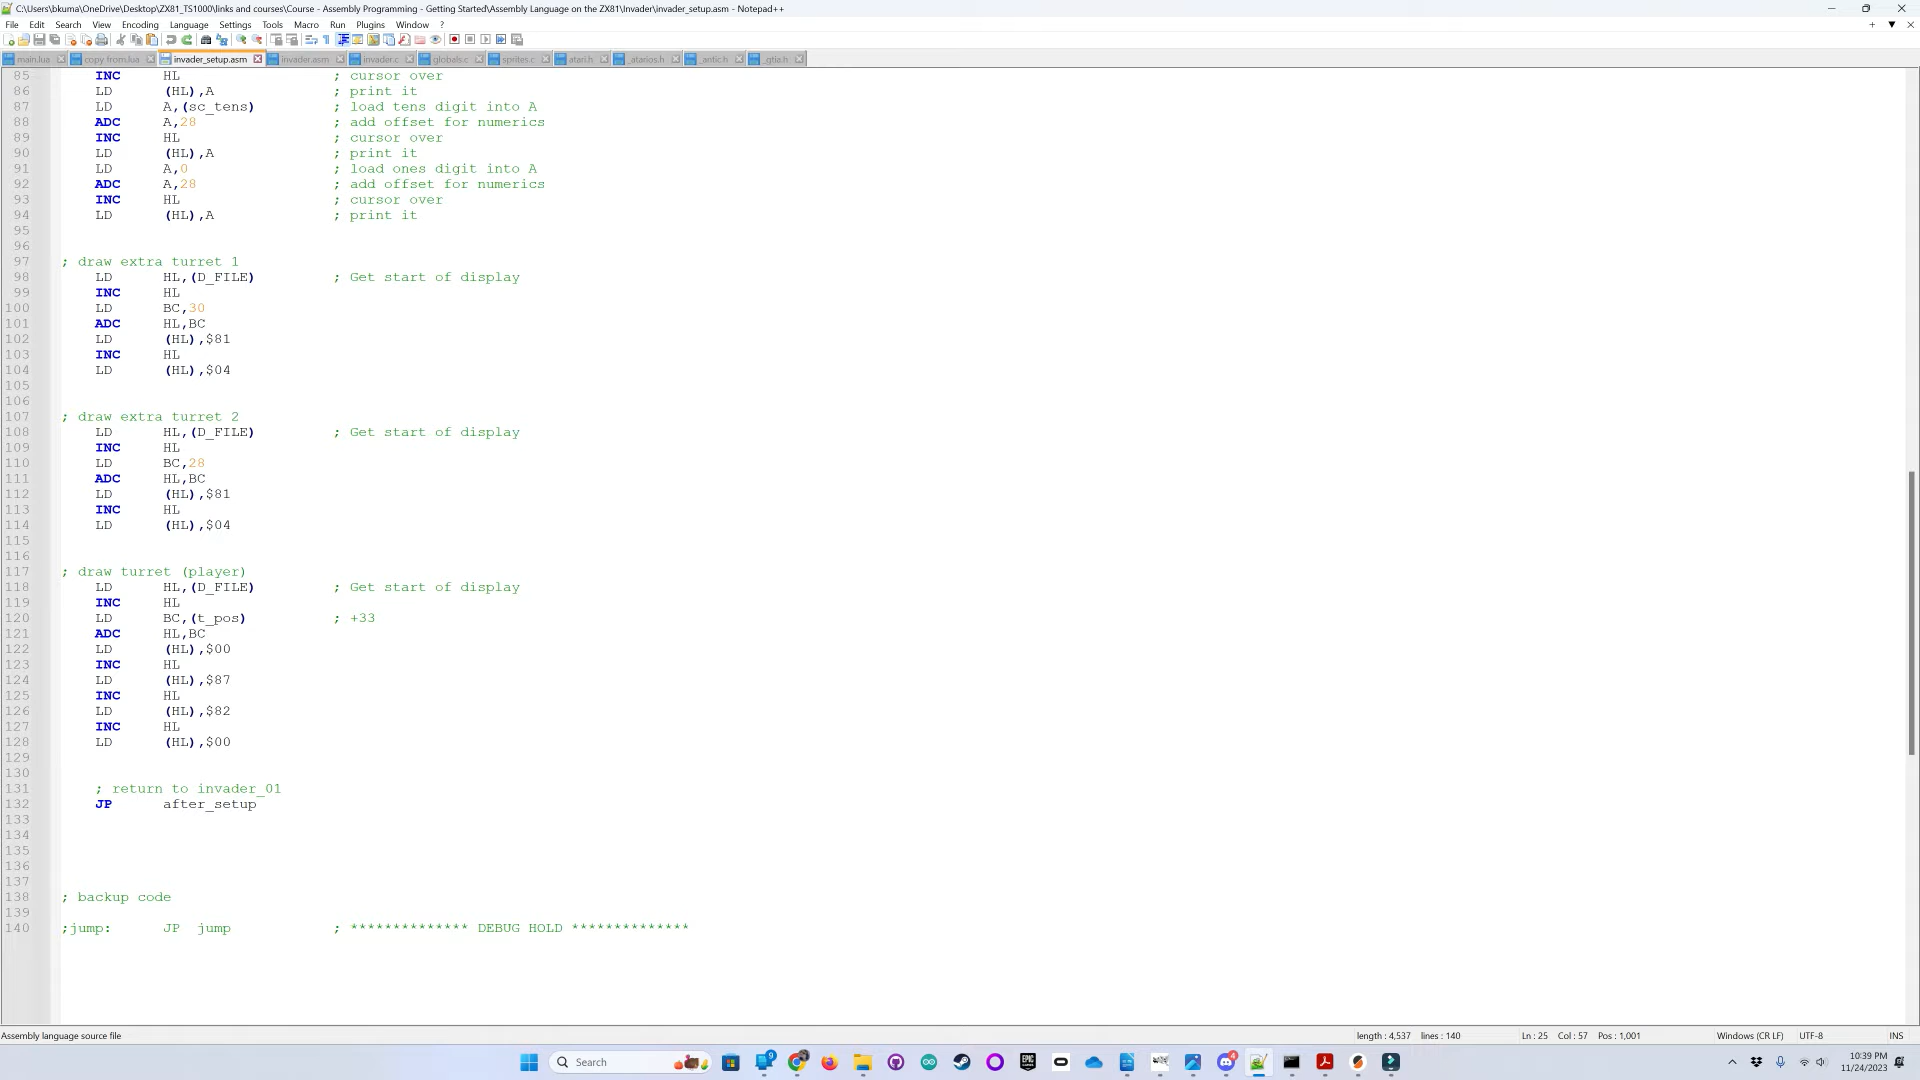 C:\Users\bkuma\OneDrive\Desktop\ZX81_TS1000\links and courses\Course - Assembly Programming - Getting Started\Assembly Language on the ZX81\Invader\invader_setup.asm - Notepad++
File Edit Search View Encoding Language Settings Tools Macro Run Plugins Window ?
main.lua copy from.lua invader_setup.asm invader.asm invader.c globals.c sprites.c atari.h _atarios.h _antic.h _gtia.h
85 INC HL ; cursor over
86 LD (HL),A ; print it
87 LD A,(sc_tens) ; load tens digit into A
88 ADC A,28 ; add offset for numerics
89 INC HL ; cursor over
90 LD (HL),A ; print it
91 LD A,0 ; load ones digit into A
92 ADC A,28 ; add offset for numerics
93 INC HL ; cursor over
94 LD (HL),A ; print it
95
96
97 ; draw extra turret 1
98 LD HL,(D_FILE) ; Get start of display
99 INC HL
100 LD BC,30
101 ADC HL,BC
102 LD (HL),$81
103 INC HL
104 LD (HL),$04
105
106
107 ; draw extra turret 2
108 LD HL,(D_FILE) ; Get start of display
109 INC HL
110 LD BC,28
111 ADC HL,BC
112 LD (HL),$81
113 INC HL
114 LD (HL),$04
115
116
117 ; draw turret (player)
118 LD HL,(D_FILE) ; Get start of display
119 INC HL
120 LD BC,(t_pos) ; +33
121 ADC HL,BC
122 LD (HL),$00
123 INC HL
124 LD (HL),$87
125 INC HL
126 LD (HL),$82
127 INC HL
128 LD (HL),$00
129
130
131 ; return to invader_01
132 JP after_setup
133
134
135
136
137
138 ; backup code
139
140 ;jump: JP jump ; ************** DEBUG HOLD **************
Assembly language source file length : 4,537 lines : 140 Ln : 25 Col : 57 Pos : 1,001 Windows (CR LF) UTF-8 INS
Search 10:39 PM
11/24/2023